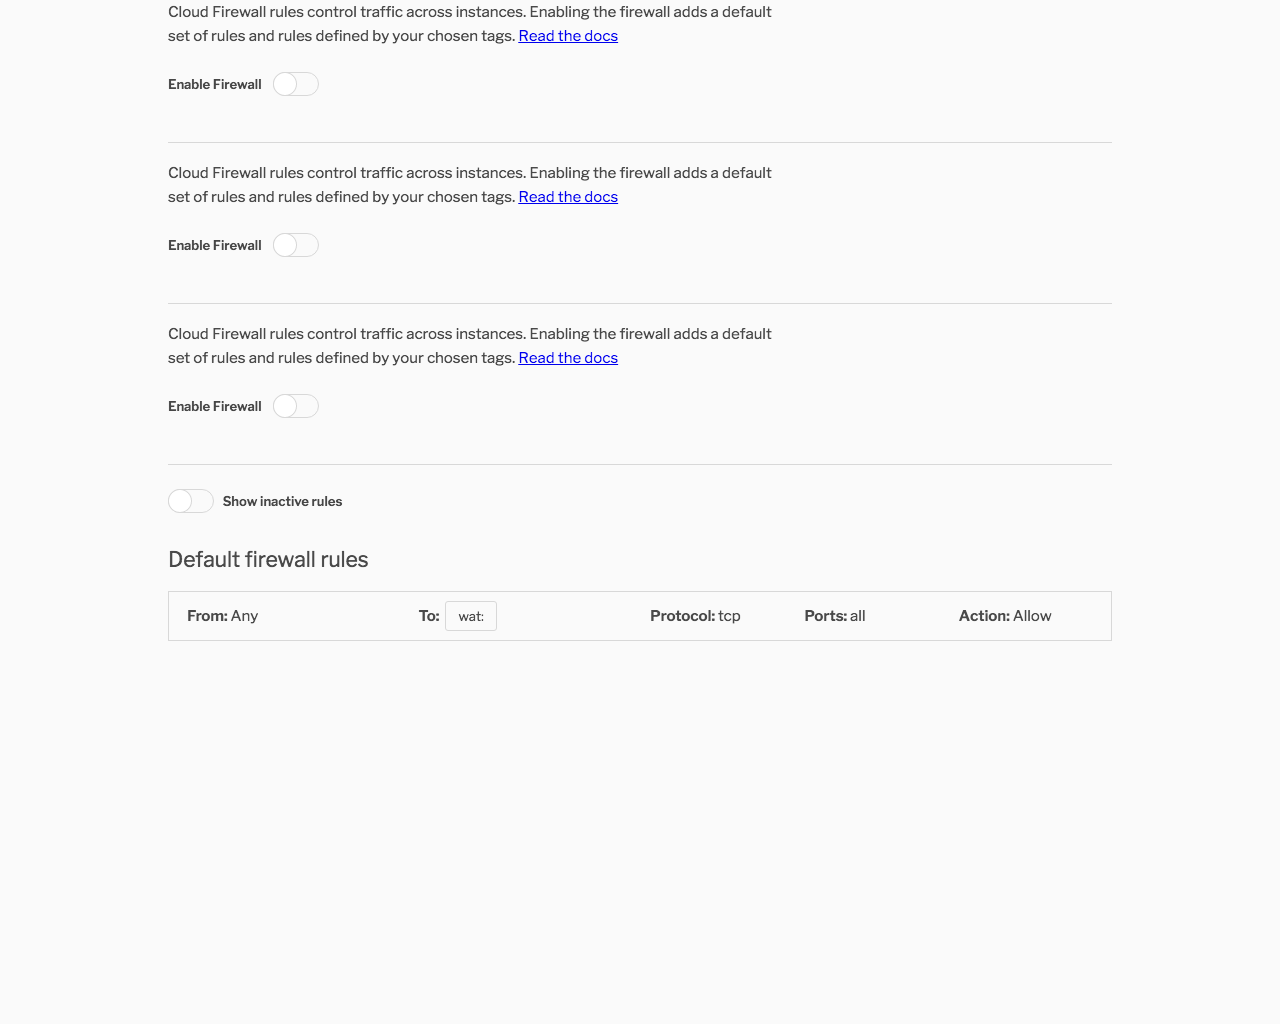 Cloud Firewall rules control traffic across instances. Enabling the firewall adds a default
set of rules and rules defined by your chosen tags. Read the docs
Enable Firewall
Cloud Firewall rules control traffic across instances. Enabling the firewall adds a default
set of rules and rules defined by your chosen tags. Read the docs
Enable Firewall
Cloud Firewall rules control traffic across instances. Enabling the firewall adds a default
set of rules and rules defined by your chosen tags. Read the docs
Enable Firewall
Show inactive rules
Default firewall rules
From: Any To: wat: Protocol: tcp Ports: all Action: Allow